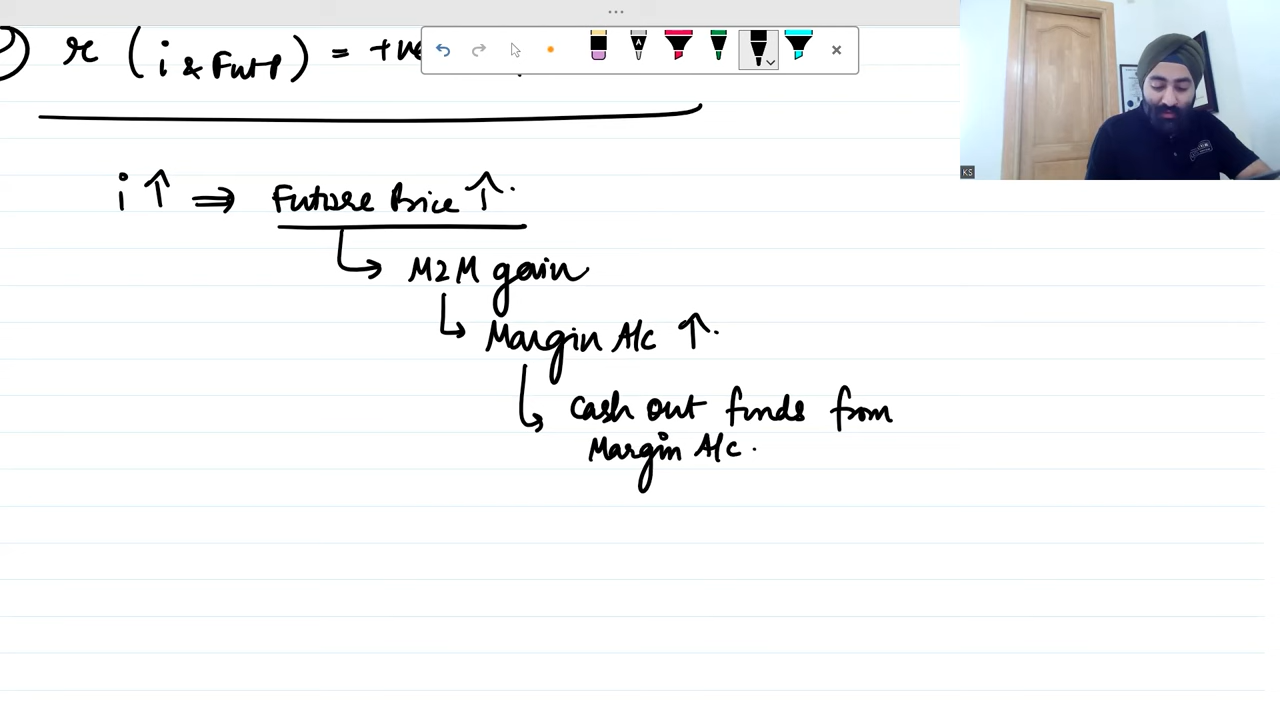 r (i & FutP) = +ve
i ↑ ⇒ Future Price ↑.
M2M gain
Margin A/c ↑.
Cash out funds from
Margin A/c.
KS